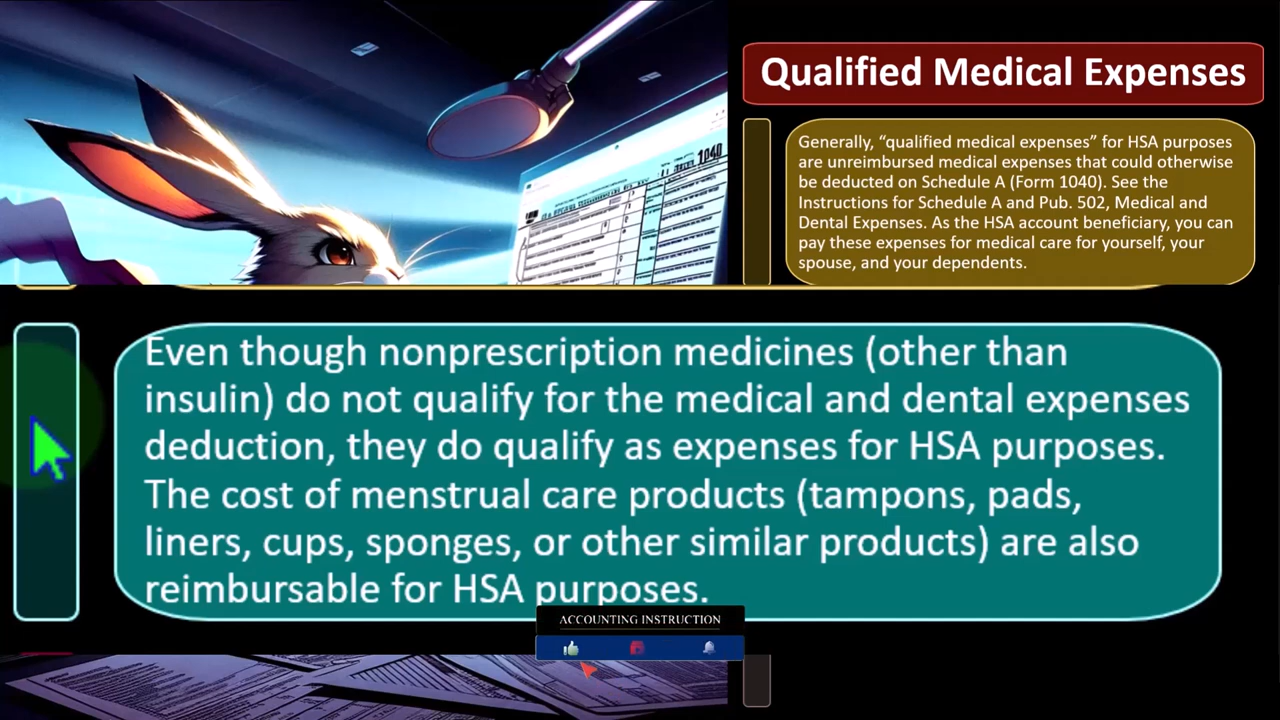 1040
Qualified Medical Expenses
Generally, “qualified medical expenses” for HSA purposes
are unreimbursed medical expenses that could otherwise
be deducted on Schedule A (Form 1040). See the
Instructions for Schedule A and Pub. 502, Medical and
Dental Expenses. As the HSA account beneficiary, you can
pay these expenses for medical care for yourself, your
spouse, and your dependents.
Even though nonprescription medicines (other than
insulin) do not qualify for the medical and dental expenses
deduction, they do qualify as expenses for HSA purposes.
The cost of menstrual care products (tampons, pads,
liners, cups, sponges, or other similar products) are also
reimbursable for HSA purposes.
ACCOUNTING INSTRUCTION